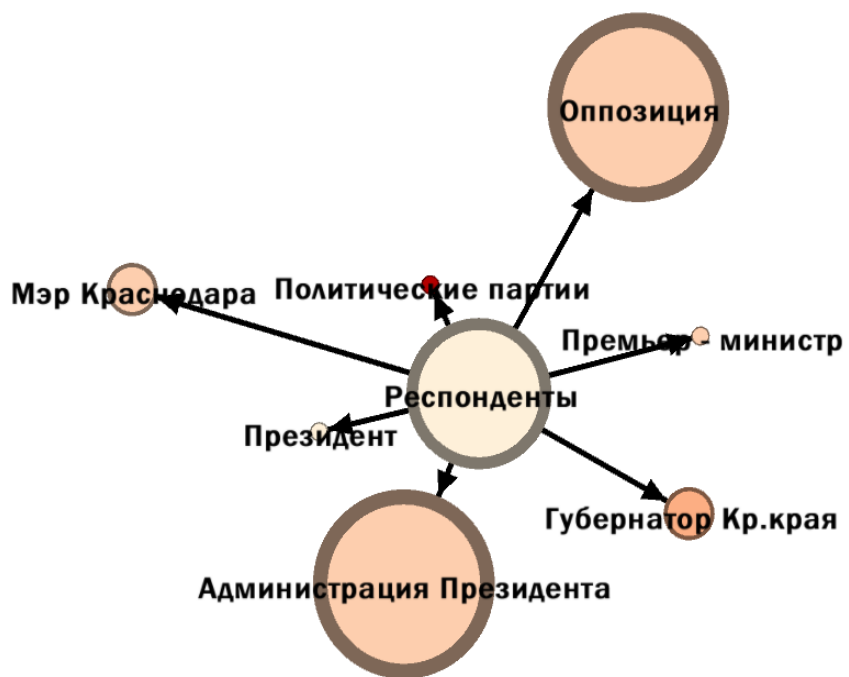 Оппозиция
Мэр Краснодара
Политические партии
Премьер - министр
Респонденты
Президент
Губернатор Кр.края
Администрация Президента